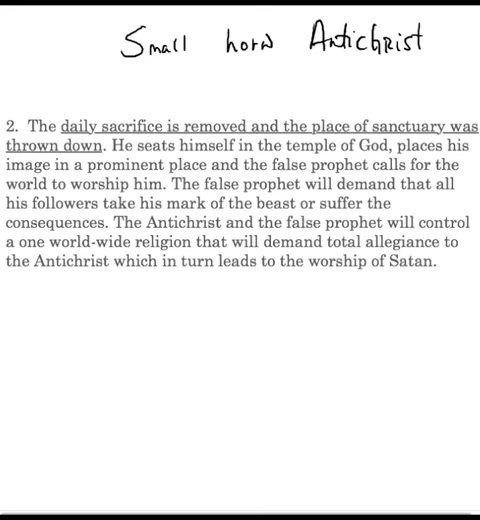 Small horn Antichrist
2. The daily sacrifice is removed and the place of sanctuary was
thrown down. He seats himself in the temple of God, places his
image in a prominent place and the false prophet calls for the
world to worship him. The false prophet will demand that all
his followers take his mark of the beast or suffer the
consequences. The Antichrist and the false prophet will control
a one world-wide religion that will demand total allegiance to
the Antichrist which in turn leads to the worship of Satan.